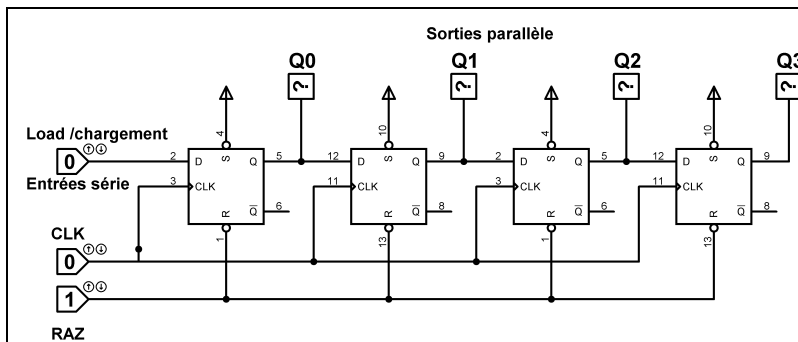 Sorties parallèle
Q0 Q1 Q2 Q3
? ? ? ?
4 10 4 10
Load /chargement
0 2 D S Q 5 12 D S Q 9 2 D S Q 5 12 D S Q 9
Entrées série
3 CLK 11 CLK 3 CLK 11 CLK
R Q 6 R Q 8 R Q 6 R Q 8
CLK
1 13 1 13
0
1
RAZ